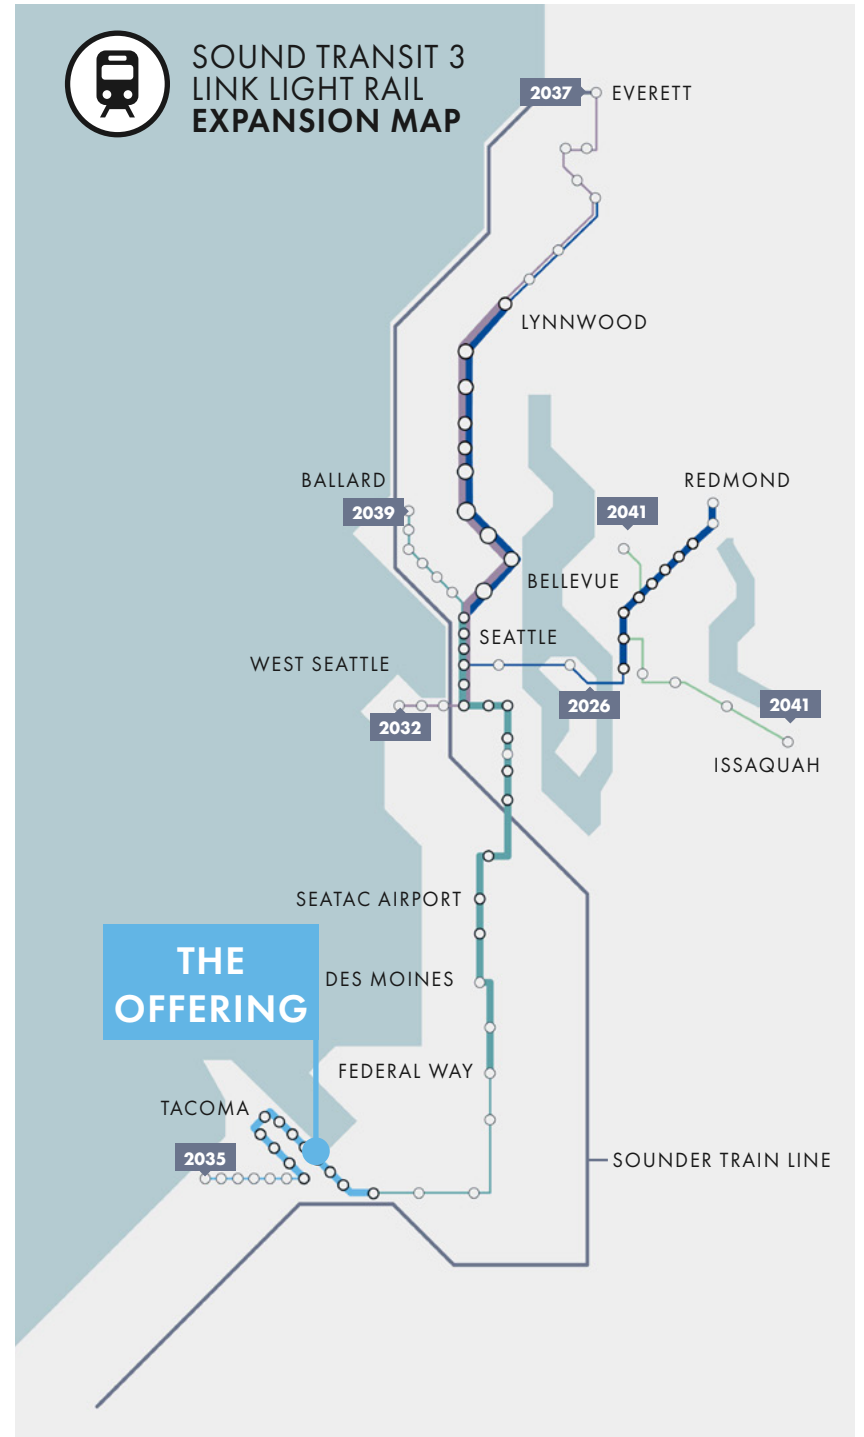 SOUND TRANSIT 3
LINK LIGHT RAIL
EXPANSION MAP
2037
EVERETT
LYNNWOOD
BALLARD
2039
REDMOND
2041
BELLEVUE
SEATTLE
WEST SEATTLE
2032
2026
2041
ISSAQUAH
SEATAC AIRPORT
THE
OFFERING
DES MOINES
FEDERAL WAY
TACOMA
2035
SOUNDER TRAIN LINE